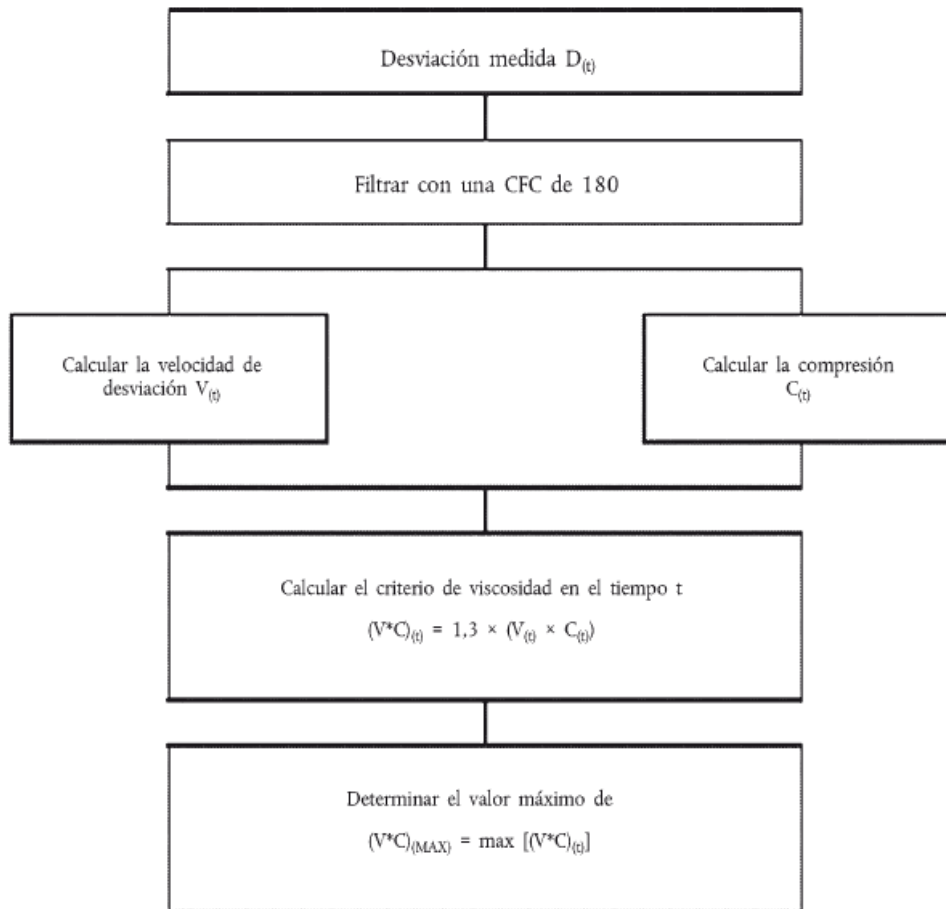 Desviación medida D(t)
Filtrar con una CFC de 180
Calcular la velocidad de
desviación V(t)
Calcular la compresión
C(t)
Calcular el criterio de viscosidad en el tiempo t
(V*C)(t) = 1,3 × (V(t) × C(t))
Determinar el valor máximo de
(V*C)(MAX) = max [(V*C)(t)]